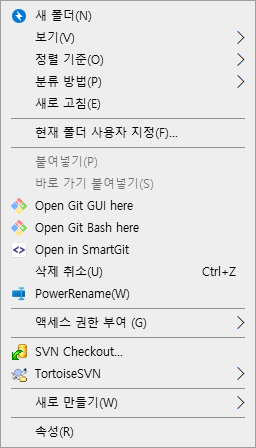 새 폴더(N)
보기(V)
정렬 기준(O)
분류 방법(P)
새로 고침(E)
현재 폴더 사용자 지정(F)...
붙여넣기(P)
바로 가기 붙여넣기(S)
Open Git GUI here
Open Git Bash here
Open in SmartGit
삭제 취소(U) Ctrl+Z
PowerRename(W)
액세스 권한 부여 (G)
SVN Checkout...
TortoiseSVN
새로 만들기(W)
속성(R)